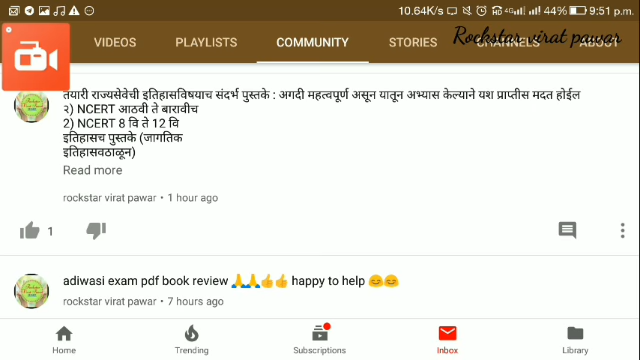 10.64K/s 4G 44% 9:51 p.m.
Rockstar virat pawar
VIDEOS PLAYLISTS COMMUNITY STORIES CHANNELS ABOUT
तयारी राज्यसेवेची इतिहासविषयाच संदर्भ पुस्तके : अगदी महत्वपूर्ण असून यातून अभ्यास केल्याने यश प्राप्तीस मदत होईल
२) NCERT आठवी ते बारावीच
2) NCERT 8 वि ते 12 वि
इतिहासच पुस्तके (जागतिक
इतिहासवठाळून)
Read more
rockstar virat pawar • 1 hour ago
1
adiwasi exam pdf book review 🙏🙏👍👍 happy to help 😊😊
rockstar virat pawar • 7 hours ago
Home Trending Subscriptions Inbox Library